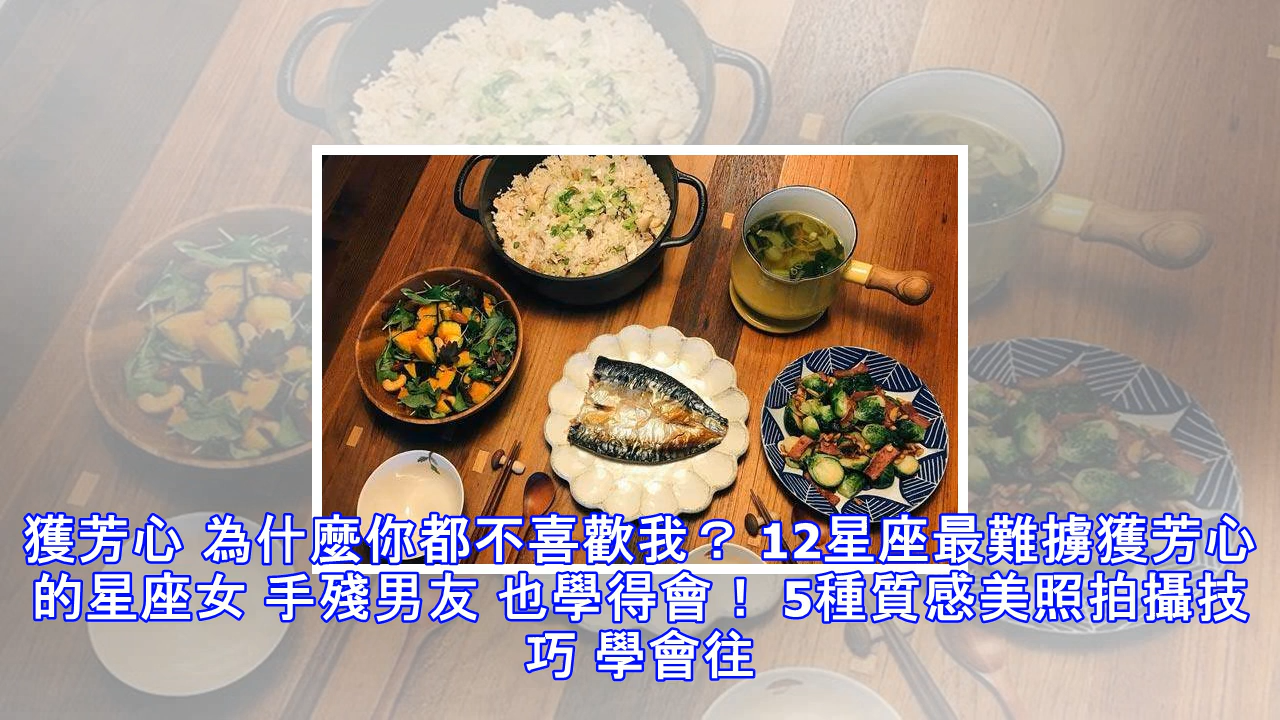 獲芳心 為什麼你都不喜歡我？ 12星座最難擄獲芳心
的星座女 手殘男友 也學得會！ 5種質感美照拍攝技
巧 學會往